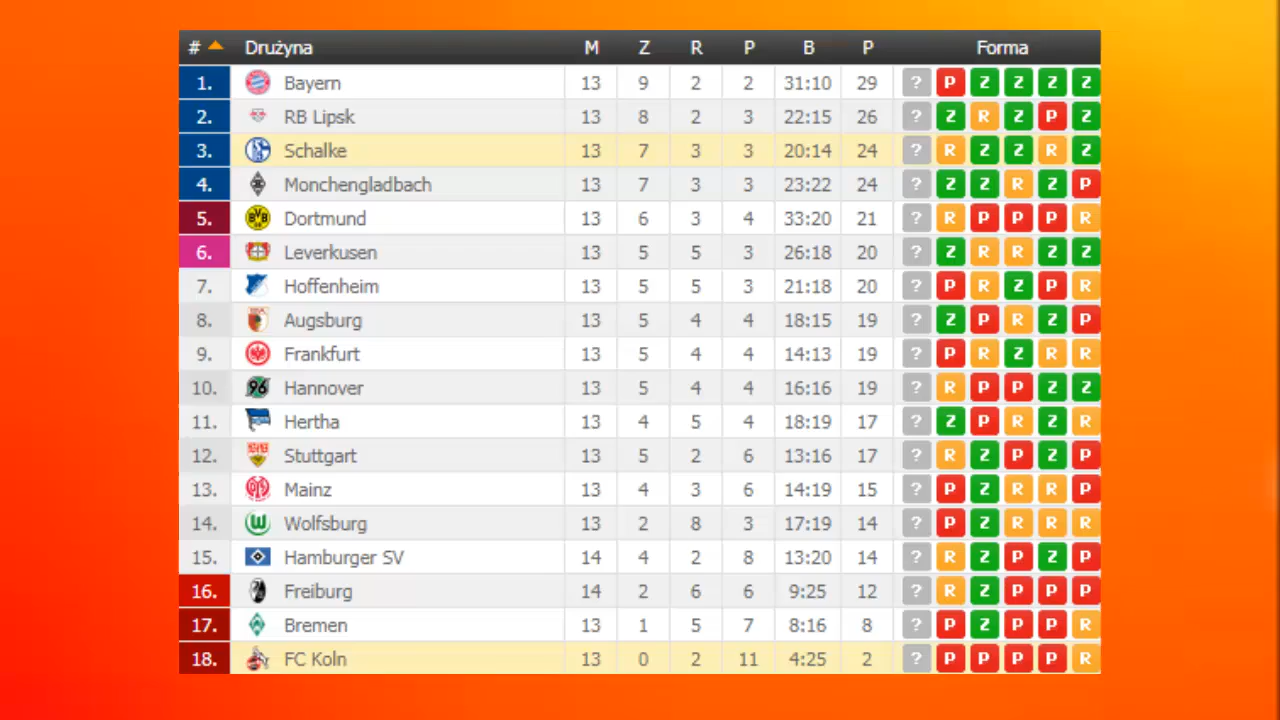 # Drużyna M Z R P B P Forma
1. Bayern 13 9 2 2 31:10 29 ? P Z Z Z Z
2. RB Lipsk 13 8 2 3 22:15 26 ? Z R Z P Z
3. Schalke 13 7 3 3 20:14 24 ? R Z Z R Z
4. Monchengladbach 13 7 3 3 23:22 24 ? Z Z R Z P
5. Dortmund 13 6 3 4 33:20 21 ? R P P P R
6. Leverkusen 13 5 5 3 26:18 20 ? Z R R Z Z
7. Hoffenheim 13 5 5 3 21:18 20 ? P R Z P R
8. Augsburg 13 5 4 4 18:15 19 ? Z P R Z P
9. Frankfurt 13 5 4 4 14:13 19 ? P R Z R R
10. 96 Hannover 13 5 4 4 16:16 19 ? R P P Z Z
11. Hertha 13 4 5 4 18:19 17 ? Z P R Z R
12. Stuttgart 13 5 2 6 13:16 17 ? R Z P Z P
13. Mainz 13 4 3 6 14:19 15 ? P Z R R P
14. Wolfsburg 13 2 8 3 17:19 14 ? P Z R R R
15. Hamburger SV 14 4 2 8 13:20 14 ? R Z P Z P
16. Freiburg 14 2 6 6 9:25 12 ? R Z P P P
17. Bremen 13 1 5 7 8:16 8 ? P Z P P R
18. FC Koln 13 0 2 11 4:25 2 ? P P P P R